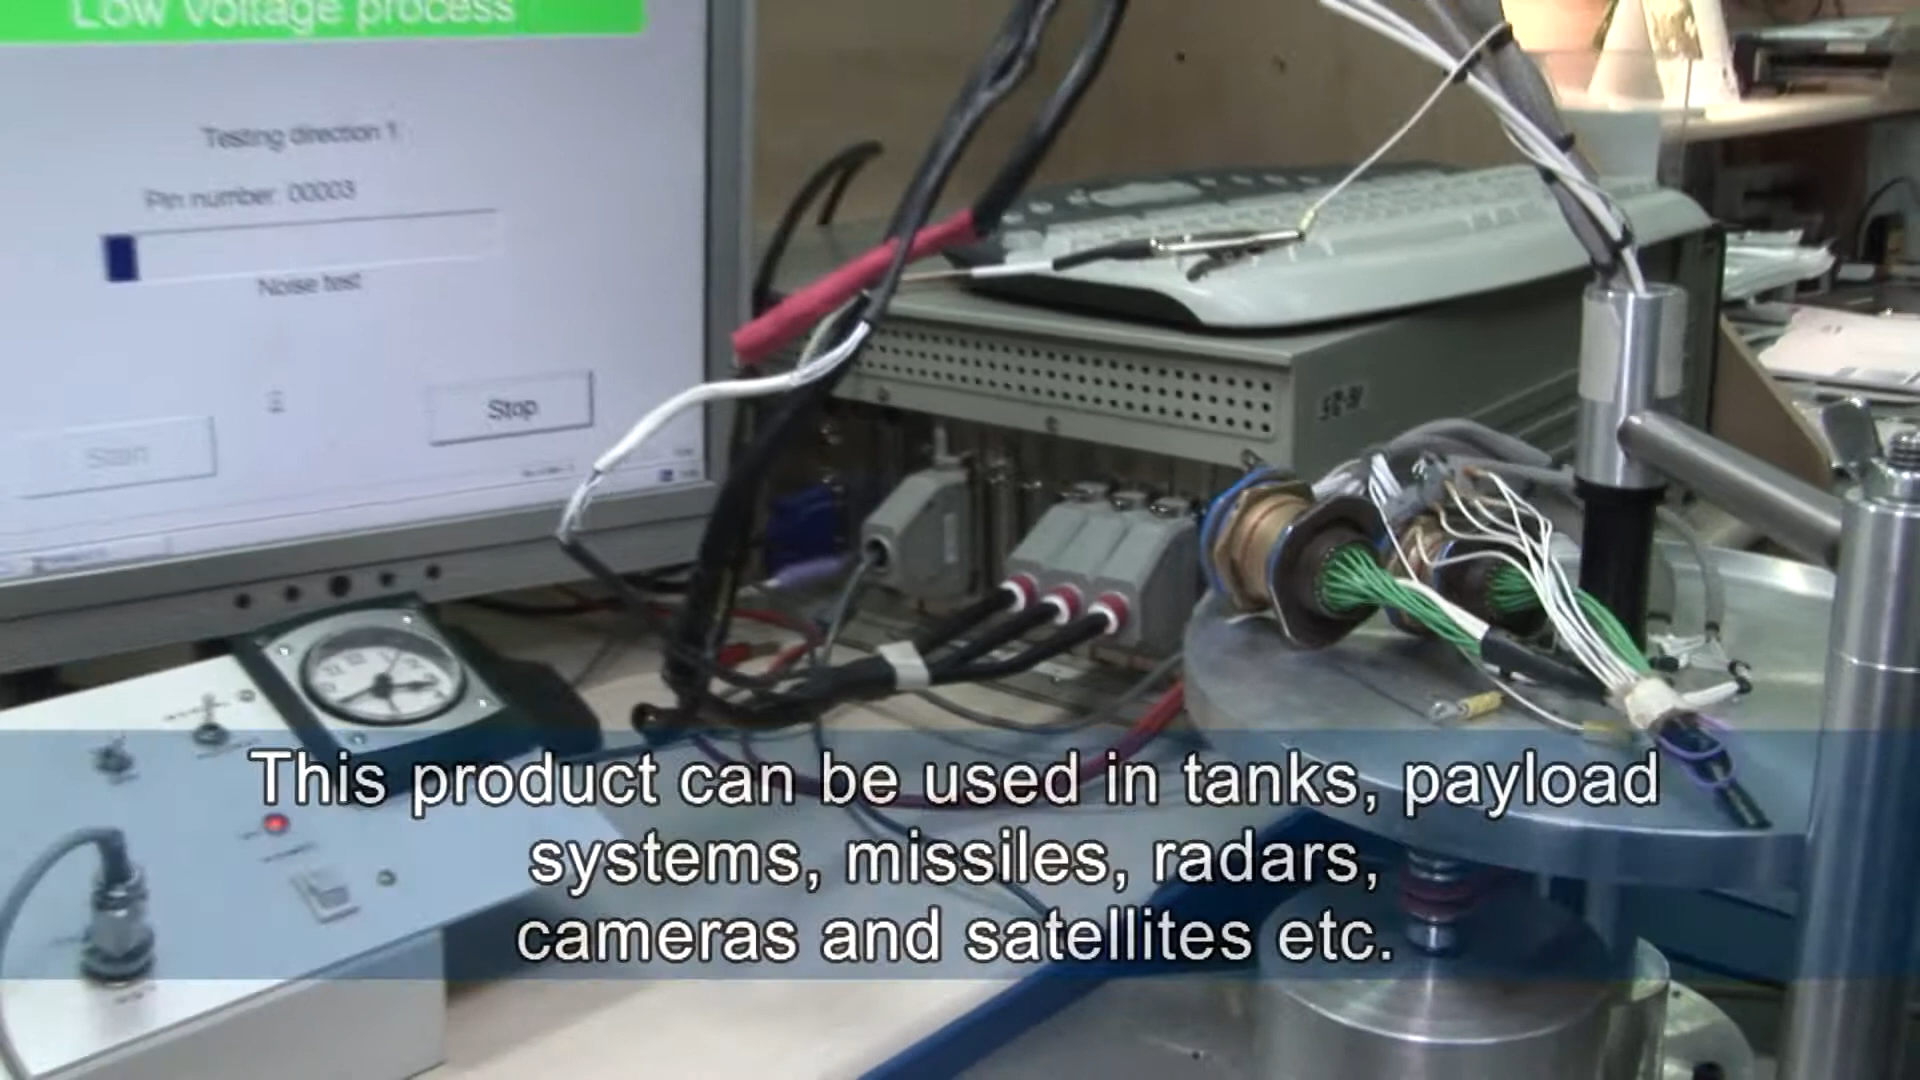 Low Voltage process
Testing direction 1
Pin number: 00003
Noise test
Stop
Start
This product can be used in tanks, payload
systems, missiles, radars,
cameras and satellites etc.